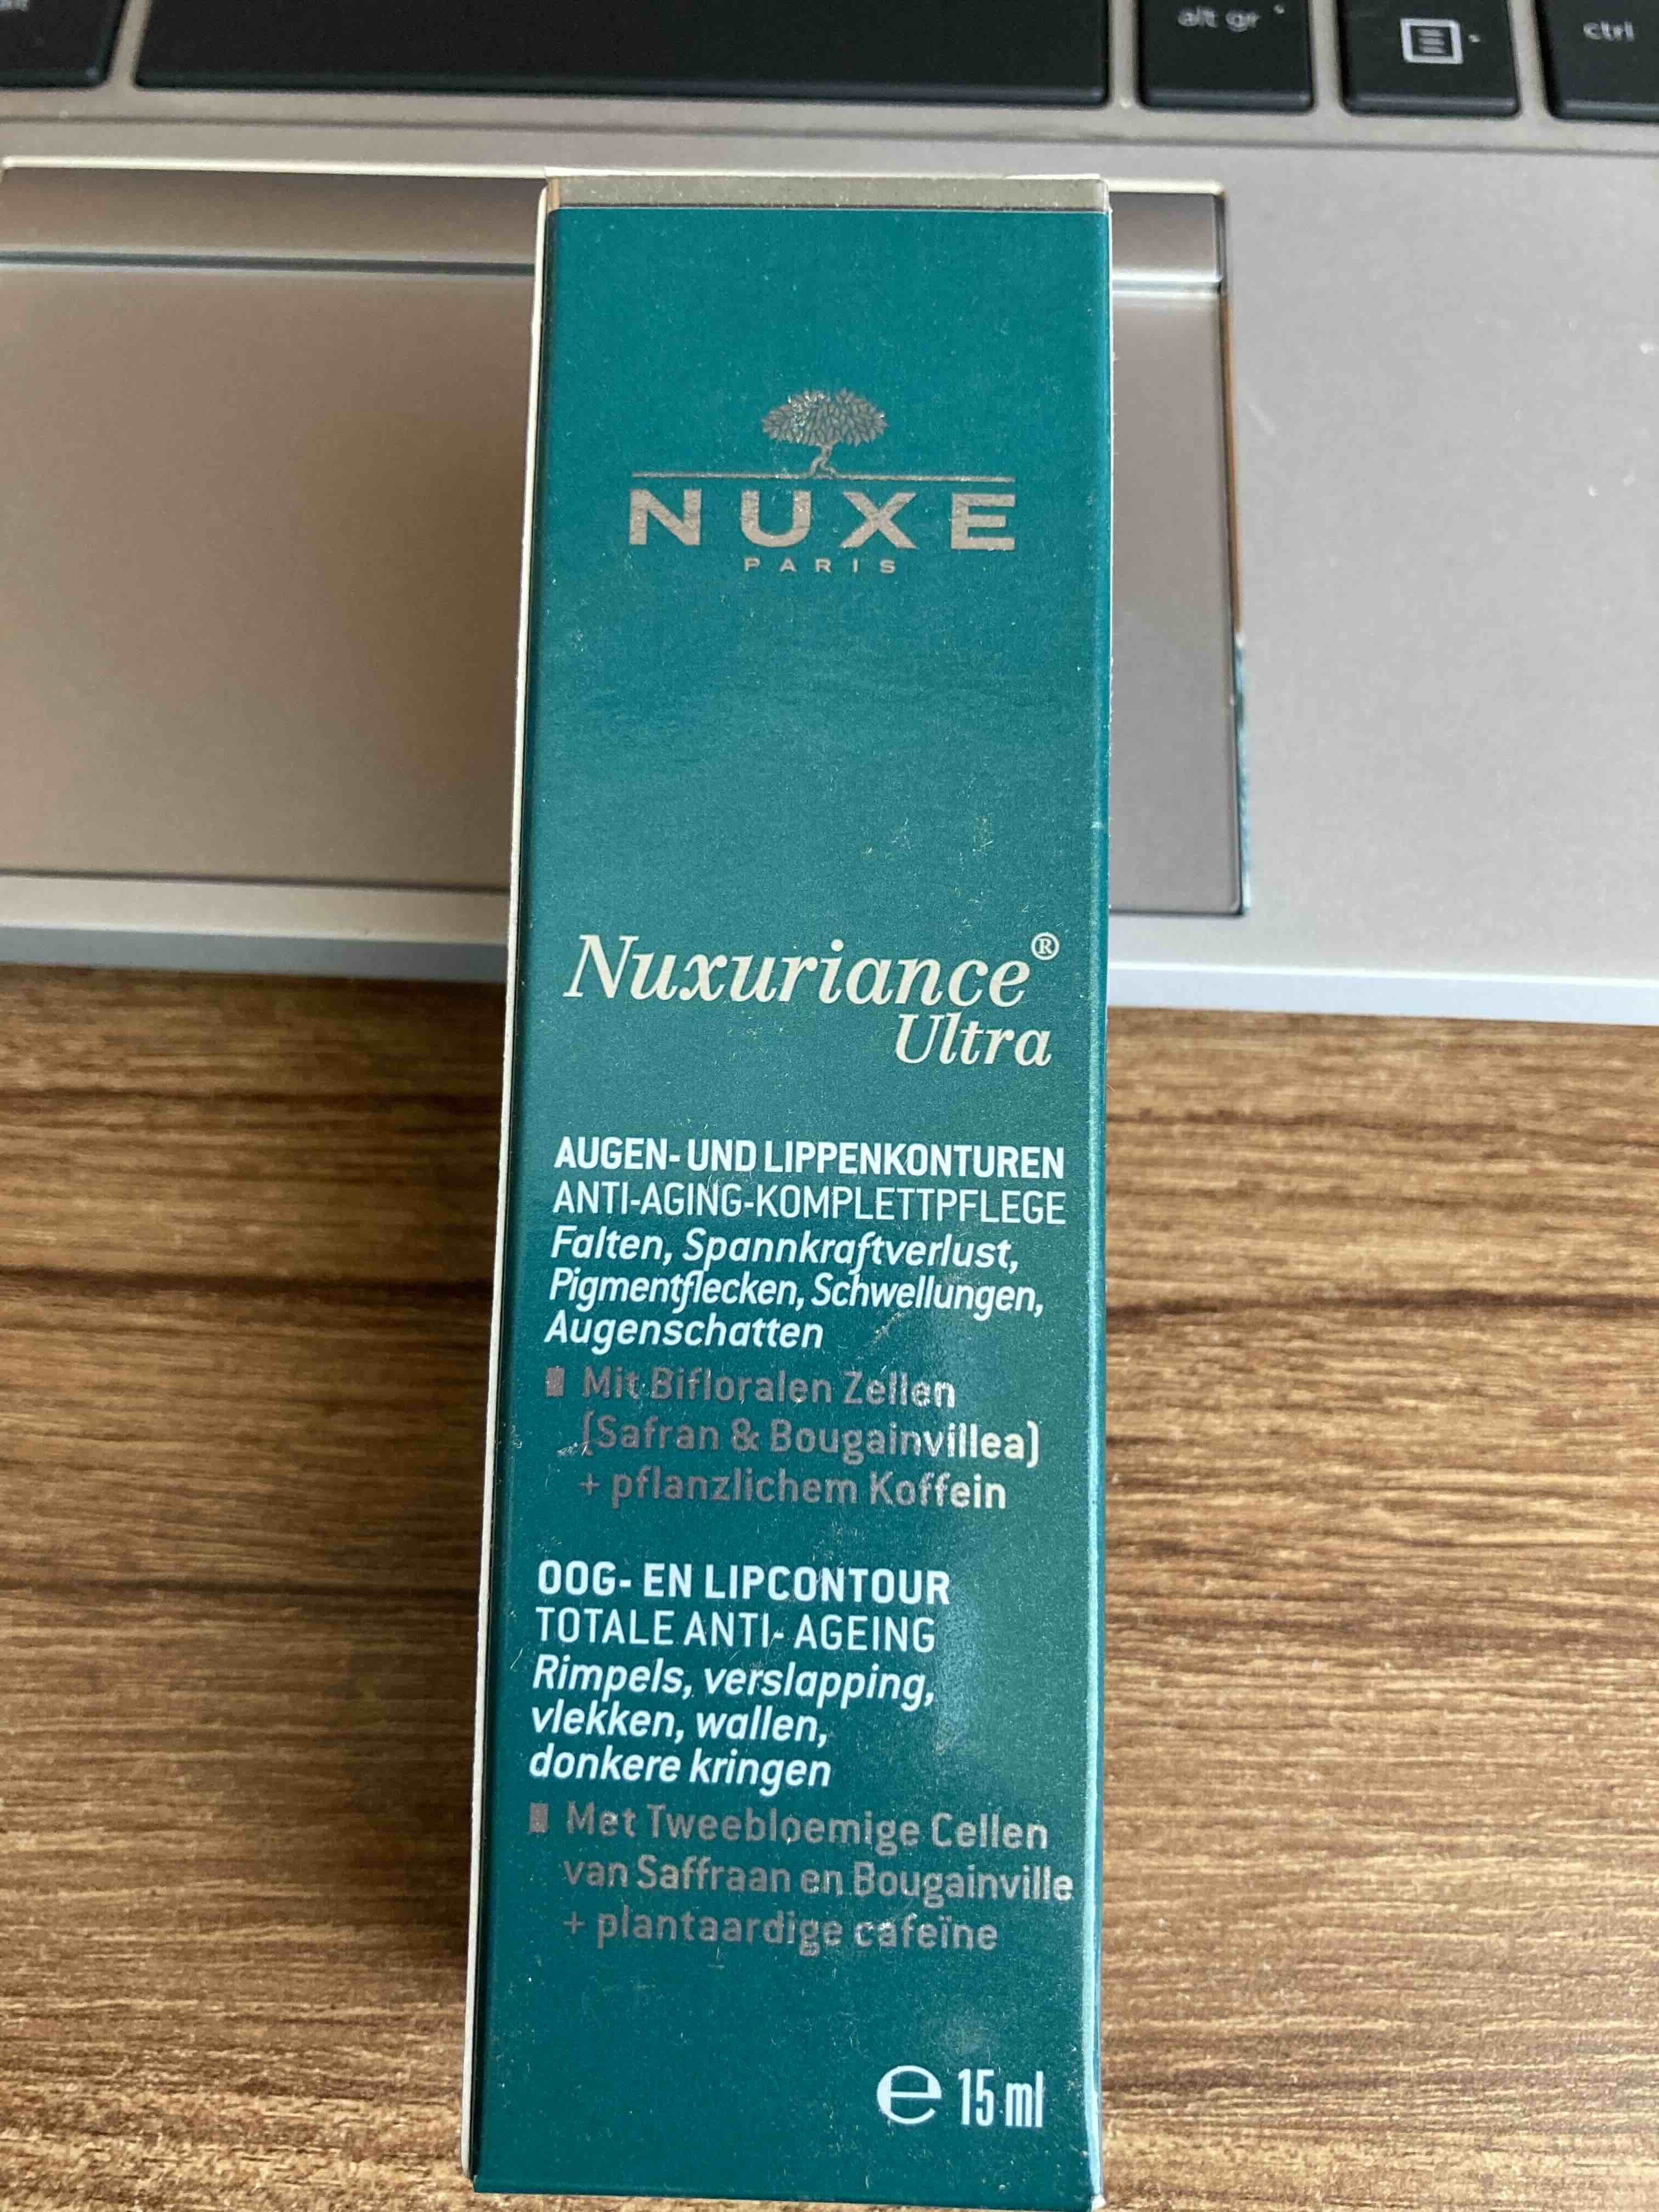 alt gr
ctrl
NUXE
PARIS
Nuxuriance®
Ultra
AUGEN- UND LIPPENKONTUREN
ANTI-AGING-KOMPLETTPFLEGE
Falten, Spannkraftverlust,
Pigmentflecken, Schwellungen,
Augenschatten
Mit Bifloralen Zellen
(Safran & Bougainvillea)
+ pflanzlichem Koffein
OOG- EN LIPCONTOUR
TOTALE ANTI- AGEING
Rimpels, verslapping,
vlekken, wallen,
donkere kringen
Met Tweebloemige Cellen
van Saffraan en Bougainville
+ plantaardige cafeïne
℮ 15 ml